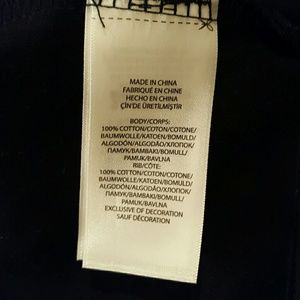 MADE IN CHINA
FABRIQUÉ EN CHINE
HECHO EN CHINA
ÇİN'DE ÜRETİLMİŞTİR
BODY/CORPS:
100% COTTON/COTON/COTONE/
BAUMWOLLE/KATOEN/BOMULD/
ALGODÓN/ALGODÃO/ХЛОПОК/
ПАМУК/BAMBAKI/BOMULL/
PAMUK/BAVLNA
RIB/CÔTE:
100% COTTON/COTON/COTONE/
BAUMWOLLE/KATOEN/BOMULD/
ALGODÓN/ALGODÃO/ХЛОПОК/
ПАМУК/BAMBAKI/BOMULL/
PAMUK/BAVLNA
EXCLUSIVE OF DECORATION
SAUF DÉCORATION